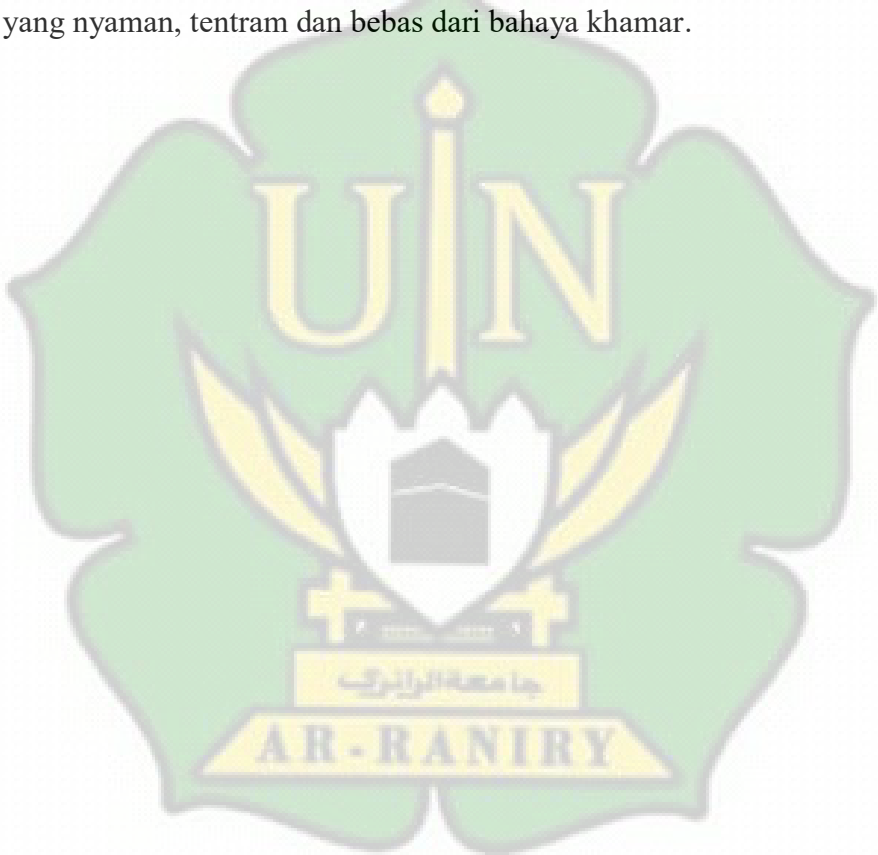 yang nyaman, tentram dan bebas dari bahaya khamar.
UIN
جامعة الرانري
AR-RANIRY